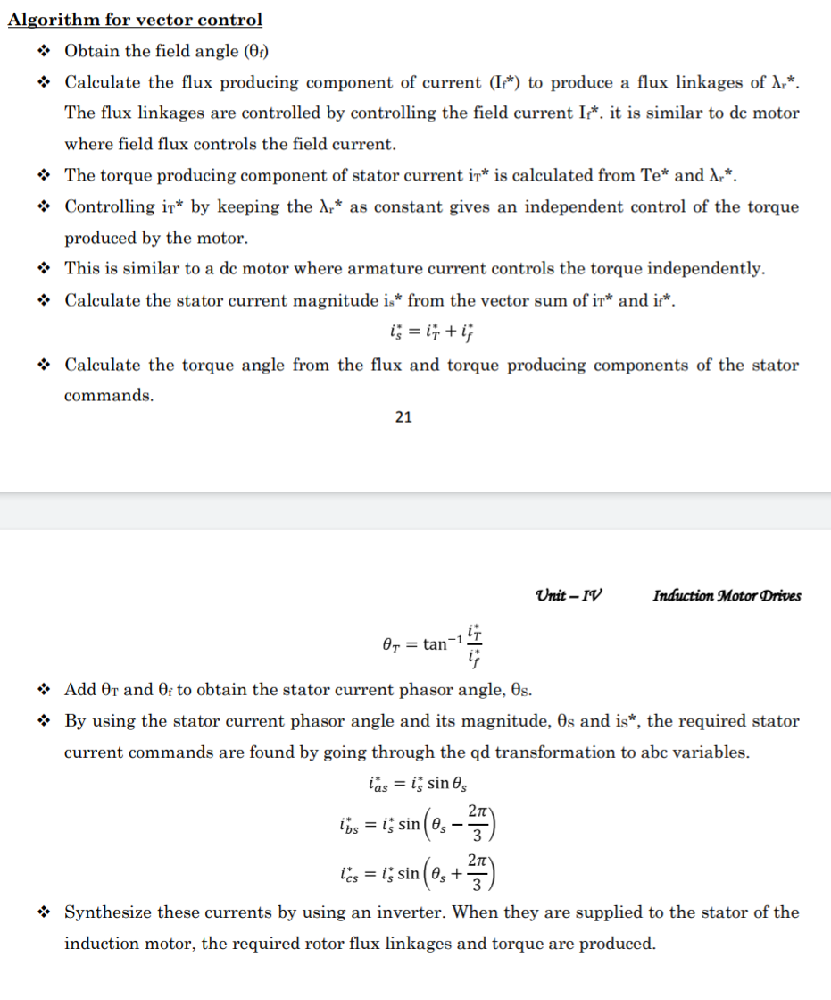 Algorithm for vector control
❖ Obtain the field angle (θf)
❖ Calculate the flux producing component of current (If*) to produce a flux linkages of λr*.
The flux linkages are controlled by controlling the field current If*. it is similar to dc motor
where field flux controls the field current.
❖ The torque producing component of stator current iT* is calculated from Te* and λr*.
❖ Controlling iT* by keeping the λr* as constant gives an independent control of the torque
produced by the motor.
❖ This is similar to a dc motor where armature current controls the torque independently.
❖ Calculate the stator current magnitude is* from the vector sum of iT* and if*.
i*s = i*T + i*f
❖ Calculate the torque angle from the flux and torque producing components of the stator
commands.
21
Unit – IV Induction Motor Drives
θT = tan⁻¹ i*T / i*f
❖ Add θT and θf to obtain the stator current phasor angle, θs.
❖ By using the stator current phasor angle and its magnitude, θs and is*, the required stator
current commands are found by going through the qd transformation to abc variables.
i*as = i*s sin θs
i*bs = i*s sin(θs − 2π/3)
i*cs = i*s sin(θs + 2π/3)
❖ Synthesize these currents by using an inverter. When they are supplied to the stator of the
induction motor, the required rotor flux linkages and torque are produced.